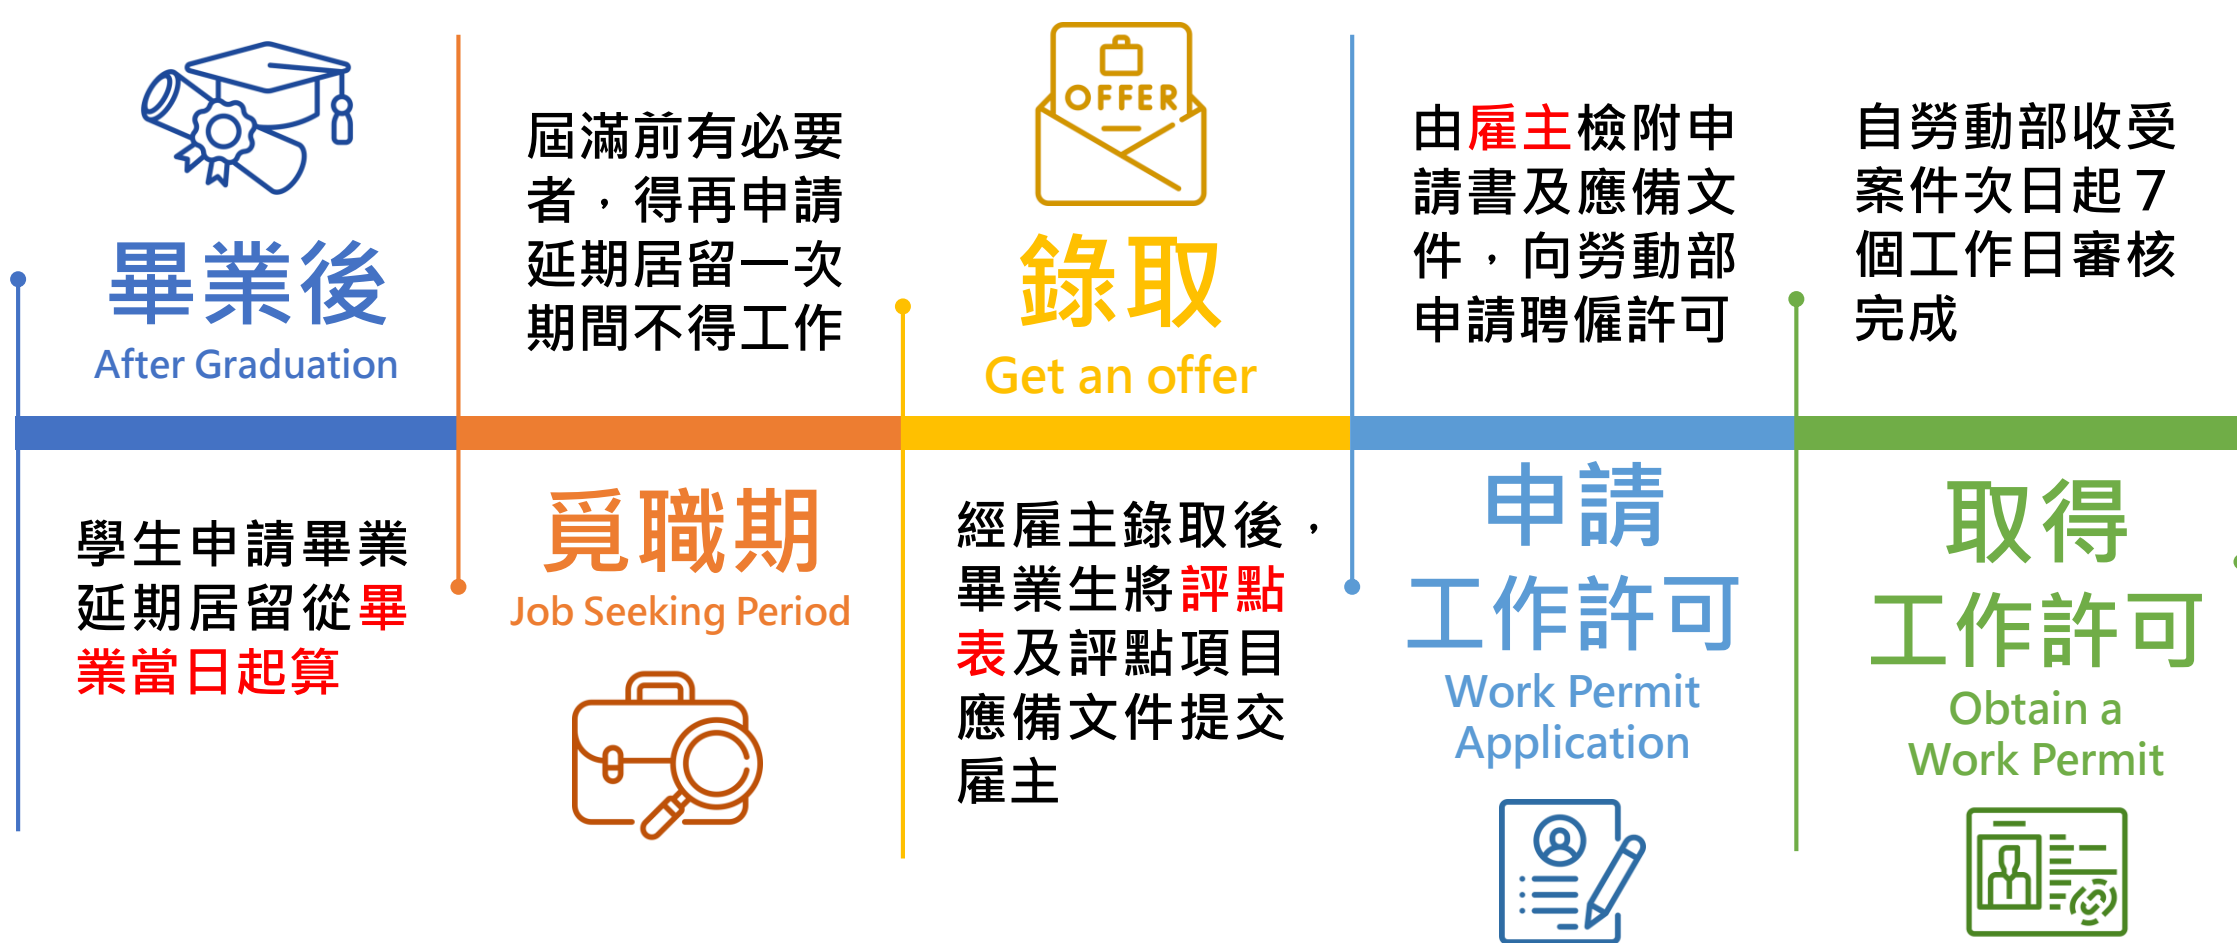 畢業後
After Graduation
學生申請畢業
延期居留從畢
業當日起算
屆滿前有必要
者，得再申請
延期居留一次
期間不得工作
覓職期
Job Seeking Period
OFFER
錄取
Get an offer
經雇主錄取後，
畢業生將評點
表及評點項目
應備文件提交
雇主
由雇主檢附申
請書及應備文
件，向勞動部
申請聘僱許可
申請
工作許可
Work Permit
Application
自勞動部收受
案件次日起7
個工作日審核
完成
取得
工作許可
Obtain a
Work Permit